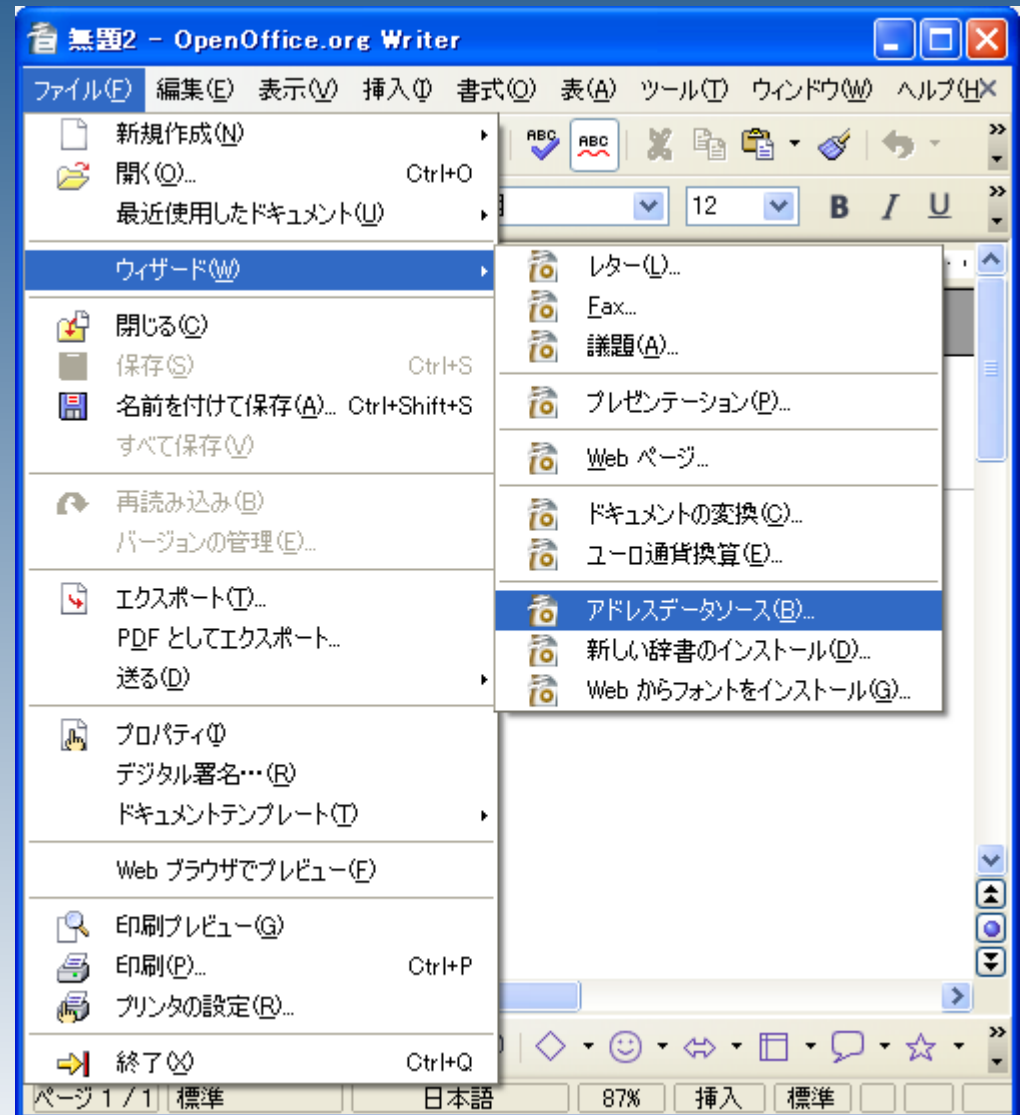 無題2 - OpenOffice.org Writer
ファイル(F) 編集(E) 表示(V) 挿入(I) 書式(O) 表(A) ツール(T) ウィンドウ(W) ヘルプ(H)
新規作成(N)
開く(O)... Ctrl+O
最近使用したドキュメント(U)
ウィザード(W)
閉じる(C)
保存(S) Ctrl+S
名前を付けて保存(A)... Ctrl+Shift+S
すべて保存(V)
再読み込み(B)
バージョンの管理(E)...
エクスポート(T)...
PDF としてエクスポート...
送る(D)
プロパティ(I)
デジタル署名…(R)
ドキュメントテンプレート(T)
Web ブラウザでプレビュー(F)
印刷プレビュー(G)
印刷(P)... Ctrl+P
プリンタの設定(R)...
終了(X) Ctrl+Q
ABC ABC
12 B I U
レター(L)...
Fax...
議題(A)...
プレゼンテーション(P)...
Web ページ...
ドキュメントの変換(C)...
ユーロ通貨換算(E)...
アドレスデータソース(B)...
新しい辞書のインストール(D)...
Web からフォントをインストール(G)...
ページ 1 / 1 標準 日本語 87% 挿入 標準